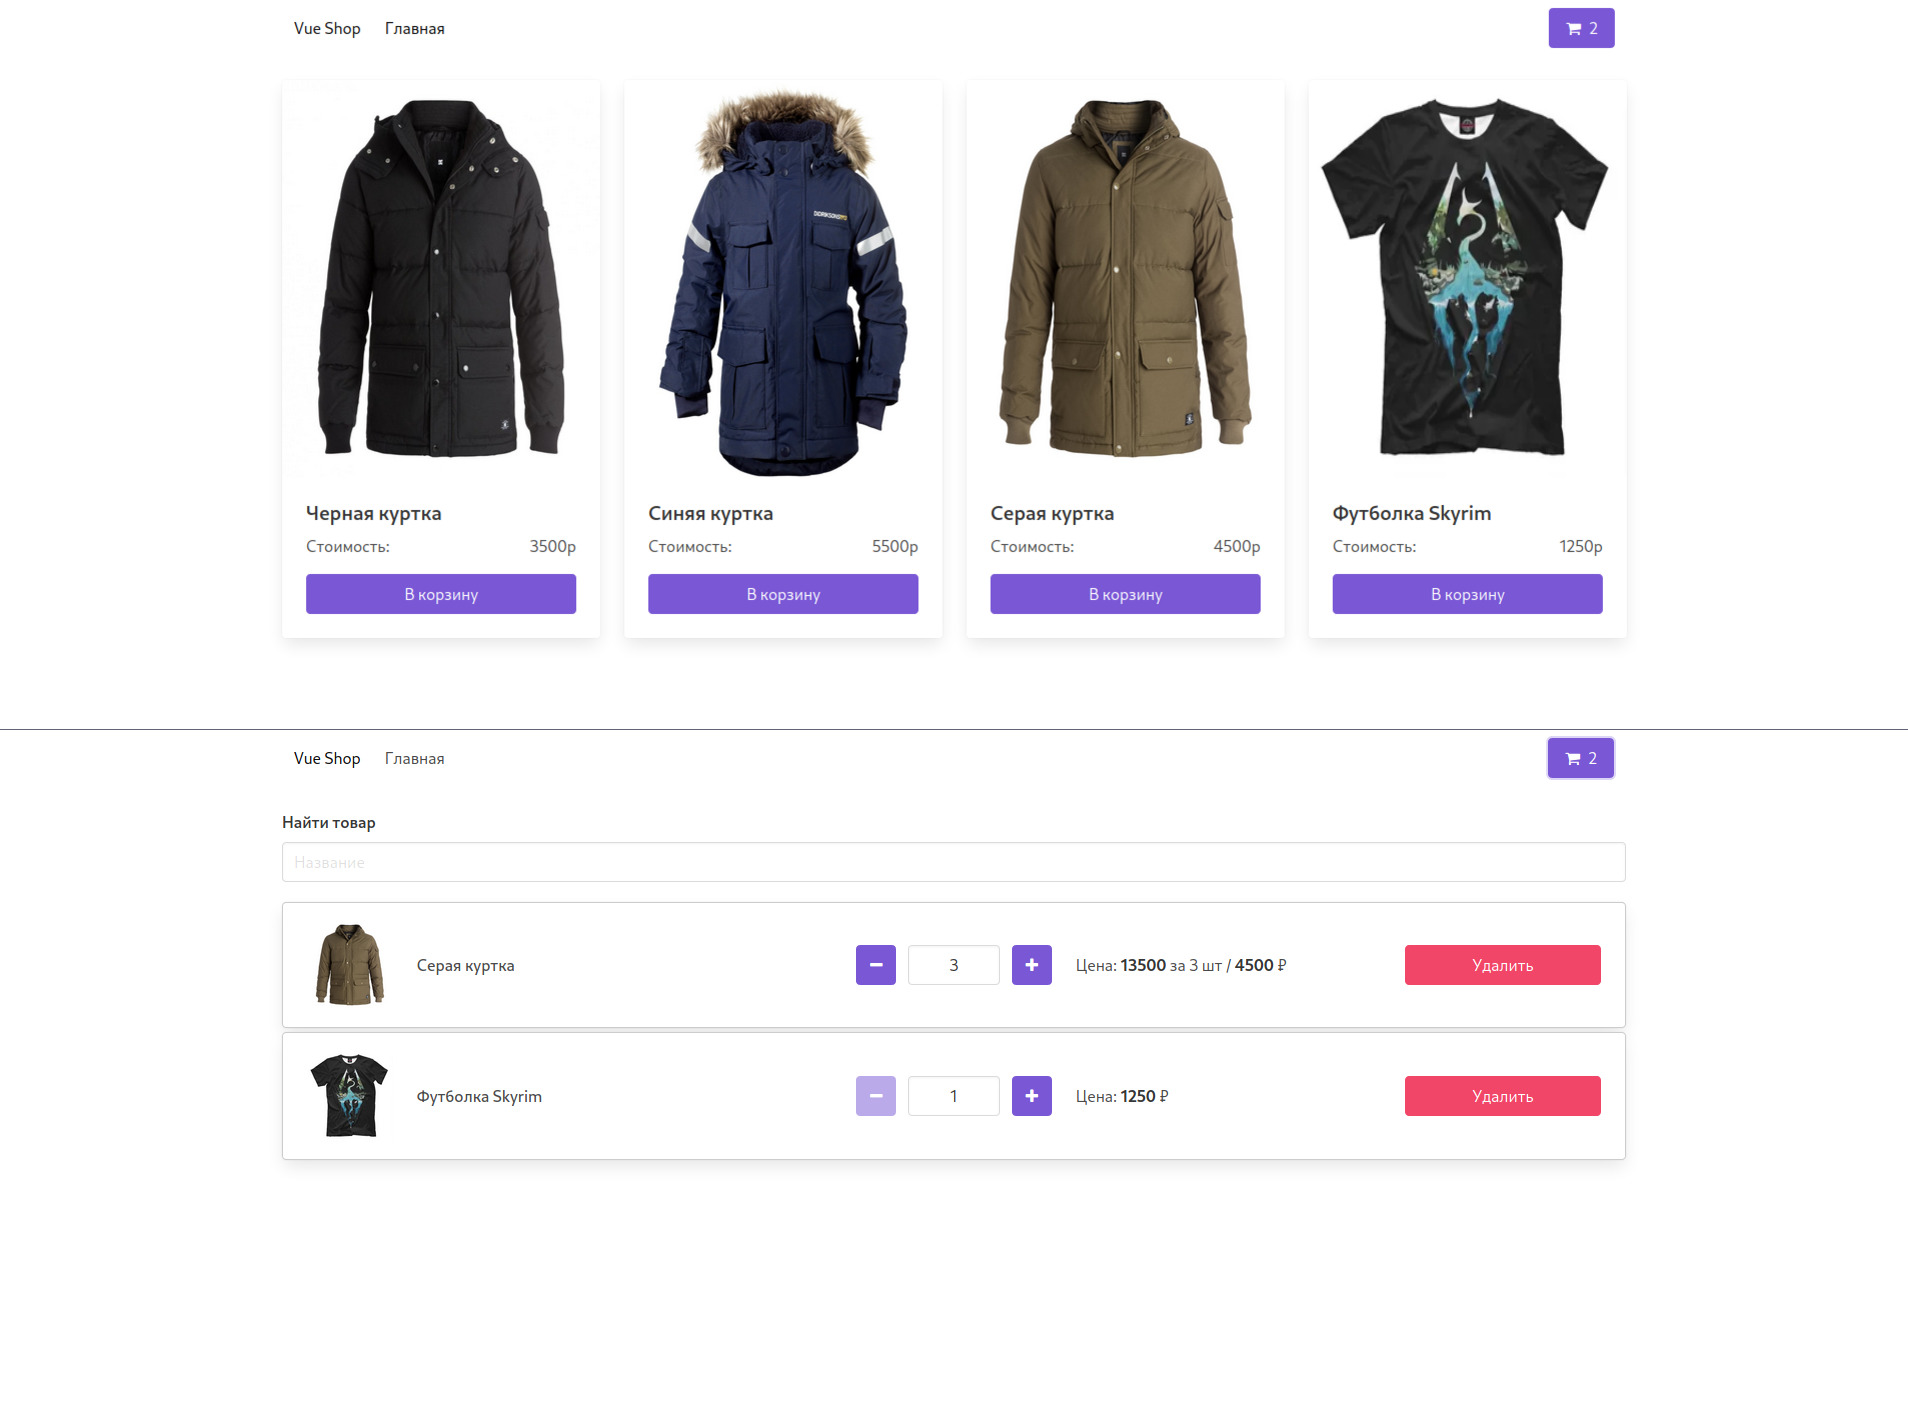 Vue Shop Главная 2
Черная куртка Синяя куртка Серая куртка Футболка Skyrim
Стоимость: 3500р Стоимость: 5500р Стоимость: 4500р Стоимость: 1250р
В корзину В корзину В корзину В корзину
Vue Shop Главная 2
Найти товар
Название
Серая куртка 3 Цена: 13500 за 3 шт / 4500 ₽ Удалить
Футболка Skyrim 1 Цена: 1250 ₽ Удалить